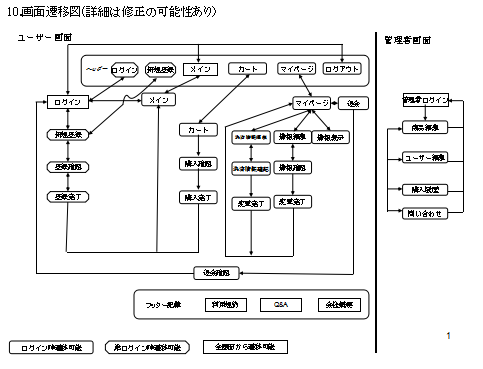 10.画面遷移図(詳細は修正の可能性あり)
ユーザー画面
管理者画面
ヘッダー
ログイン
新規登録
メイン
カート
マイページ
ログアウト
ログイン
メイン
マイページ
退会
管理者ログイン
カート
商品編集
新規登録
情報編集
情報表示
購入確認
ユーザー編集
登録確認
情報確認
購入履歴
登録完了
購入完了
変更完了
変更完了
問い合わせ
退会確認
フッター記載
利用規約
Q&A
会社概要
1
ログイン時遷移可能
非ログイン時遷移可能
全画面から遷移可能